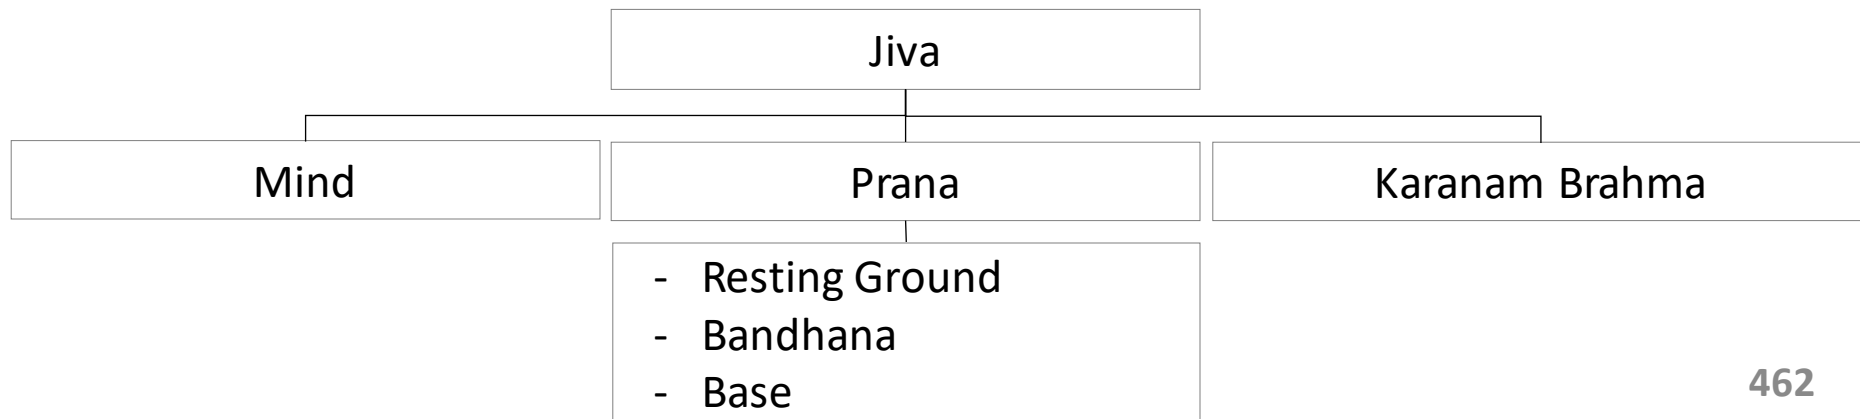 Jiva
Mind
Prana
Karanam Brahma
- Resting Ground
- Bandhana
- Base
462